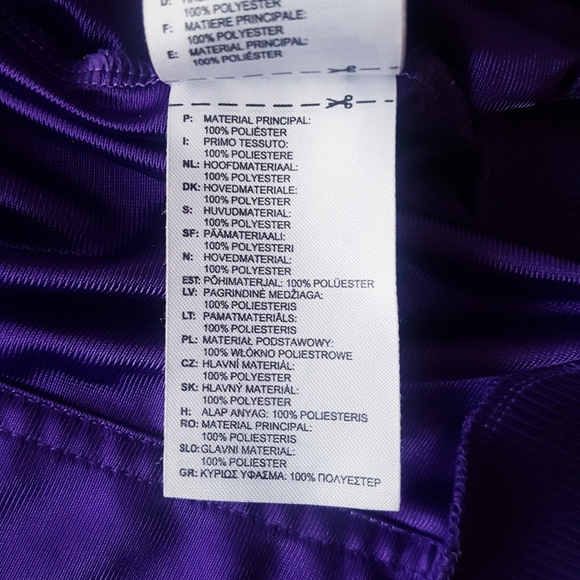 100% POLYESTER
F: MATIERE PRINCIPALE:
100% POLYESTER
E: MATERIAL PRINCIPAL:
100% POLYESTER
P: MATERIAL PRINCIPAL:
100% POLIÉSTER
I: PRIMO TESSUTO:
100% POLIESTERE
NL: HOOFDMATERIAAL:
100% POLYESTER
DK: HOVEDMATERIALE:
100% POLYESTER
S: HUVUDMATERIAL:
100% POLYESTER
SF: PÄÄMATERIAALI:
100% POLYESTERI
N: HOVEDMATERIAL:
100% POLYESTER
EST: PÕHIMATERJAL: 100% POLÜESTER
LV: PAGRINDINĖ MEDŽIAGA:
100% POLIESTERIS
LT: PAMATMATERIĀLS:
100% POLIESTERIS
PL: MATERIAŁ PODSTAWOWY:
100% WŁÓKNO POLIESTROWE
CZ: HLAVNÍ MATERIÁL:
100% POLYESTER
SK: HLAVNÝ MATERIÁL:
100% POLYESTER
H: ALAP ANYAG: 100% POLIESTERIS
RO: MATERIAL PRINCIPAL:
100% POLIESTER
SLO: GLAVNI MATERIAL:
100% POLIESTER
GR: ΚΥΡΙΩΣ ΥΦΑΣΜΑ: 100% ΠΟΛΥΕΣΤΕΡ